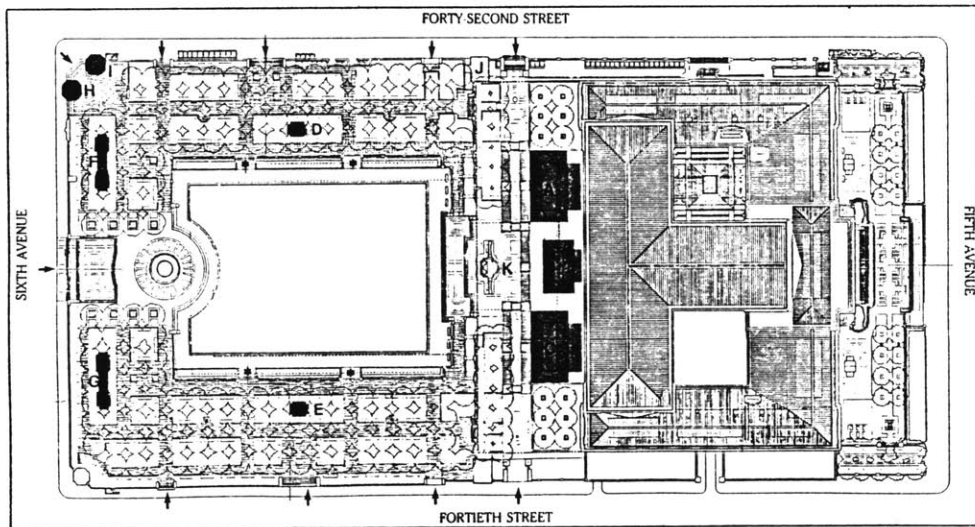 FORTY-SECOND STREET
I
J
H
D
F
SIXTH AVENUE
K
FIFTH AVENUE
G
E
L
FORTIETH STREET